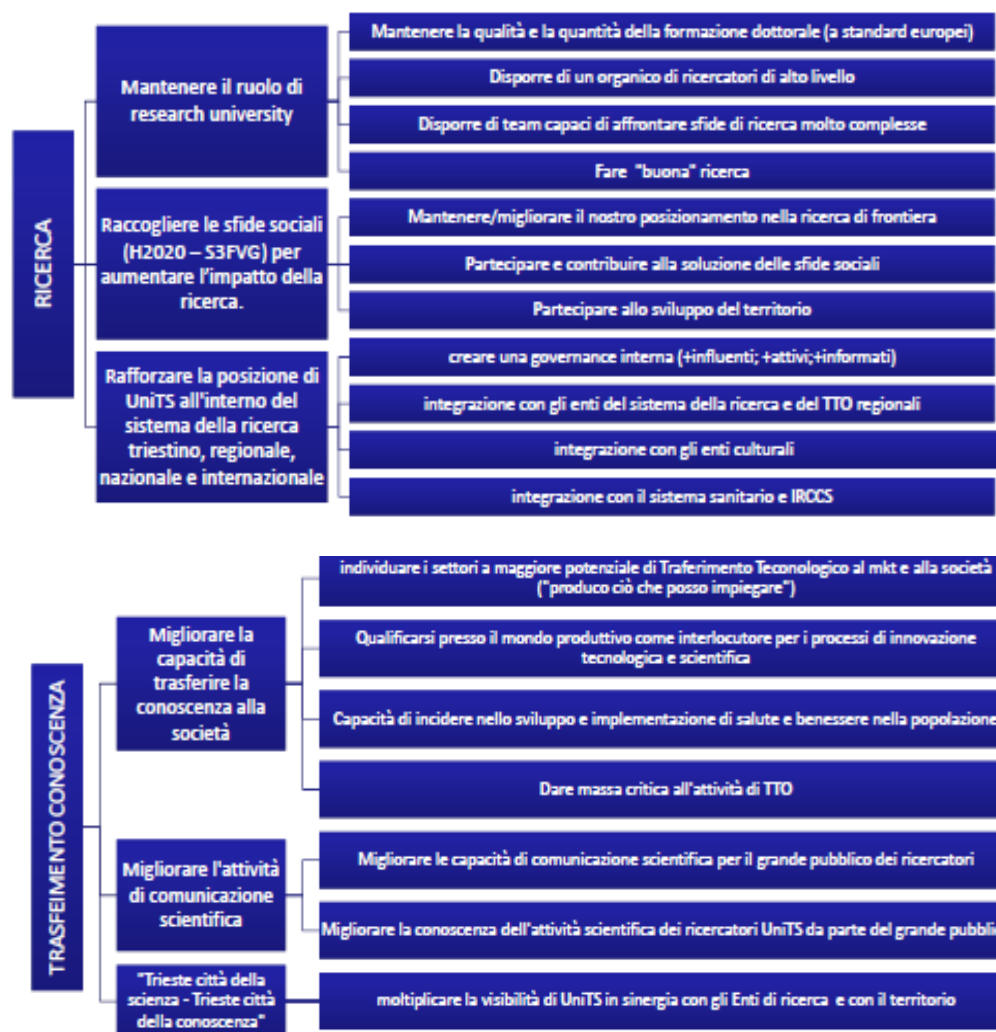 RICERCA
Mantenere il ruolo di
research university
Mantenere la qualità e la quantità della formazione dottorale (a standard europei)
Disporre di un organico di ricercatori di alto livello
Disporre di team capaci di affrontare sfide di ricerca molto complesse
Fare "buona" ricerca
Raccogliere le sfide sociali
(H2020 – S3FVG) per
aumentare l'impatto della
ricerca.
Mantenere/migliorare il nostro posizionamento nella ricerca di frontiera
Partecipare e contribuire alla soluzione delle sfide sociali
Partecipare allo sviluppo del territorio
Rafforzare la posizione di
UniTS all'interno del
sistema della ricerca
triestino, regionale,
nazionale e internazionale
creare una governance interna (+influenti; +attivi;+informati)
integrazione con gli enti del sistema della ricerca e del TTO regionali
integrazione con gli enti culturali
integrazione con il sistema sanitario e IRCCS
TRASFEIMENTO CONOSCENZA
Migliorare la
capacità di
trasferire la
conoscenza alla
società
individuare i settori a maggiore potenziale di Traferimento Teconologico al mkt e alla società
("produco ciò che posso impiegare")
Qualificarsi presso il mondo produttivo come interlocutore per i processi di innovazione
tecnologica e scientifica
Capacità di incidere nello sviluppo e implementazione di salute e benessere nella popolazione
Dare massa critica all'attività di TTO
Migliorare l'attività
di comunicazione
scientifica
Migliorare le capacità di comunicazione scientifica per il grande pubblico dei ricercatori
Migliorare la conoscenza dell'attività scientifica dei ricercatori UniTS da parte del grande pubblic
"Trieste città della
scienza - Trieste città
della conoscenza"
moltiplicare la visibilità di UniTS in sinergia con gli Enti di ricerca e con il territorio